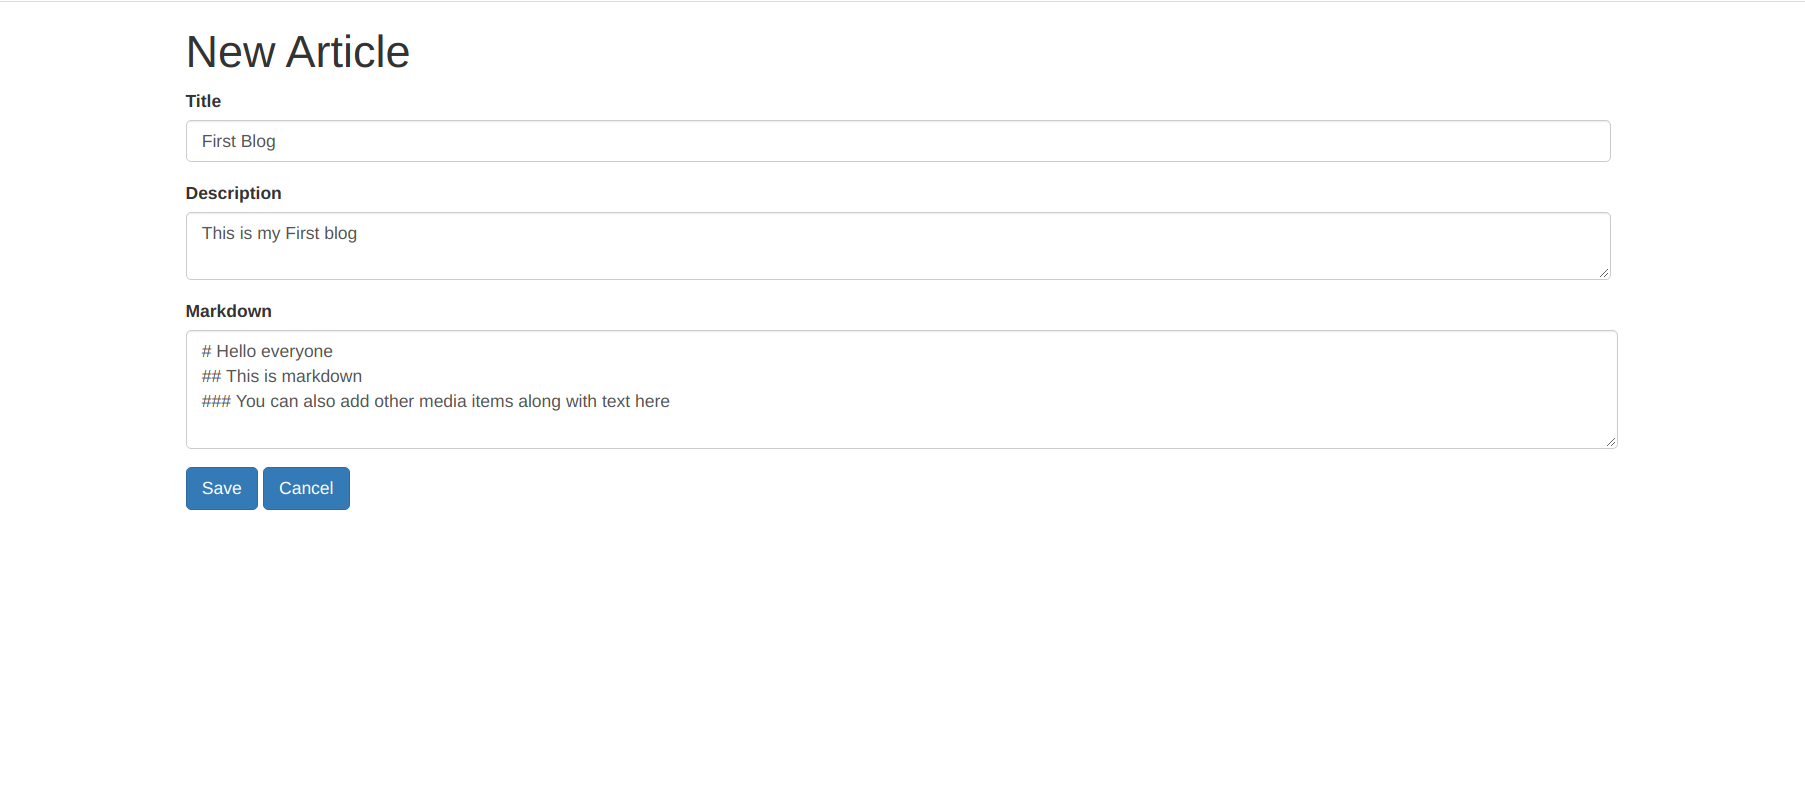 New Article
Title
First Blog
Description
This is my First blog
Markdown
# Hello everyone
## This is markdown
### You can also add other media items along with text here
Save Cancel